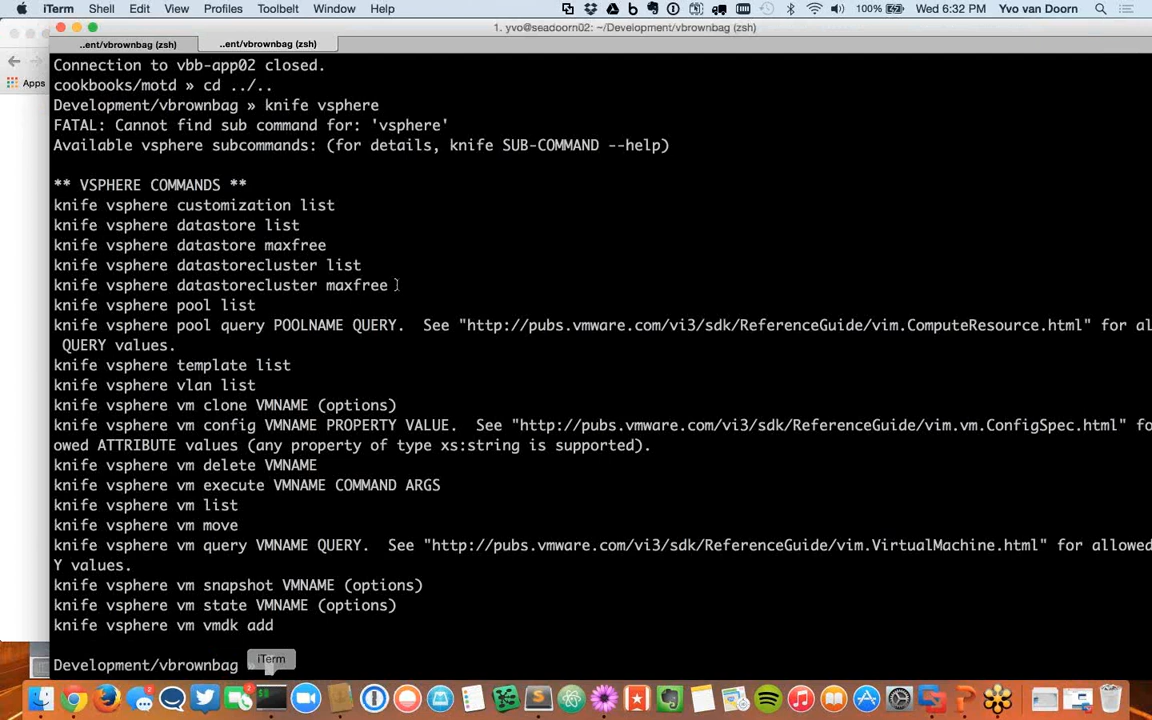 iTerm Shell Edit View Profiles Toolbelt Window Help 100% Wed 6:32 PM Yvo van Doorn
1. yvo@seadoorn02: ~/Development/vbrownbag (zsh)
..ent/vbrownbag (zsh) ..ent/vbrownbag (zsh)
Apps
Connection to vbb-app02 closed.
cookbooks/motd » cd ../..
Development/vbrownbag » knife vsphere
FATAL: Cannot find sub command for: 'vsphere'
Available vsphere subcommands: (for details, knife SUB-COMMAND --help)
** VSPHERE COMMANDS **
knife vsphere customization list
knife vsphere datastore list
knife vsphere datastore maxfree
knife vsphere datastorecluster list
knife vsphere datastorecluster maxfree
knife vsphere pool list
knife vsphere pool query POOLNAME QUERY.  See "http://pubs.vmware.com/vi3/sdk/ReferenceGuide/vim.ComputeResource.html" for al
QUERY values.
knife vsphere template list
knife vsphere vlan list
knife vsphere vm clone VMNAME (options)
knife vsphere vm config VMNAME PROPERTY VALUE.  See "http://pubs.vmware.com/vi3/sdk/ReferenceGuide/vim.vm.ConfigSpec.html" fo
owed ATTRIBUTE values (any property of type xs:string is supported).
knife vsphere vm delete VMNAME
knife vsphere vm execute VMNAME COMMAND ARGS
knife vsphere vm list
knife vsphere vm move
knife vsphere vm query VMNAME QUERY.  See "http://pubs.vmware.com/vi3/sdk/ReferenceGuide/vim.VirtualMachine.html" for allowed
Y values.
knife vsphere vm snapshot VMNAME (options)
knife vsphere vm state VMNAME (options)
knife vsphere vm vmdk add
Development/vbrownbag
iTerm